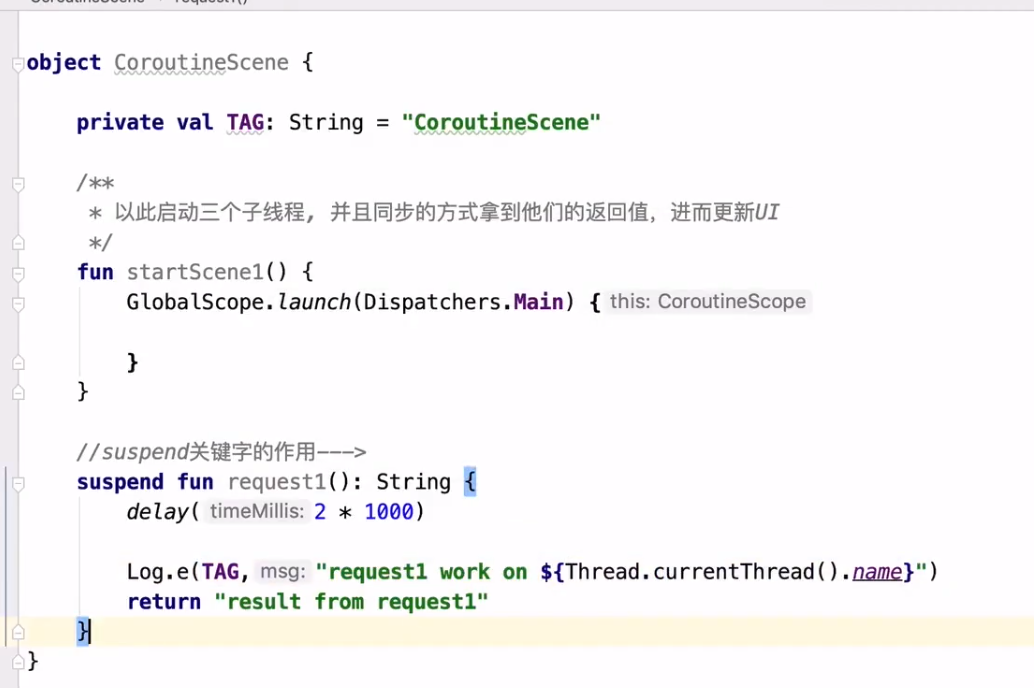 object CoroutineScene {
private val TAG: String = "CoroutineScene"
/**
* 以此启动三个子线程, 并且同步的方式拿到他们的返回值, 进而更新UI
*/
fun startScene1() {
GlobalScope.launch(Dispatchers.Main) { this: CoroutineScope
}
}
//suspend关键字的作用--->
suspend fun request1(): String {
delay( timeMillis: 2 * 1000)
Log.e(TAG, msg: "request1 work on ${Thread.currentThread().name}")
return "result from request1"
}
}